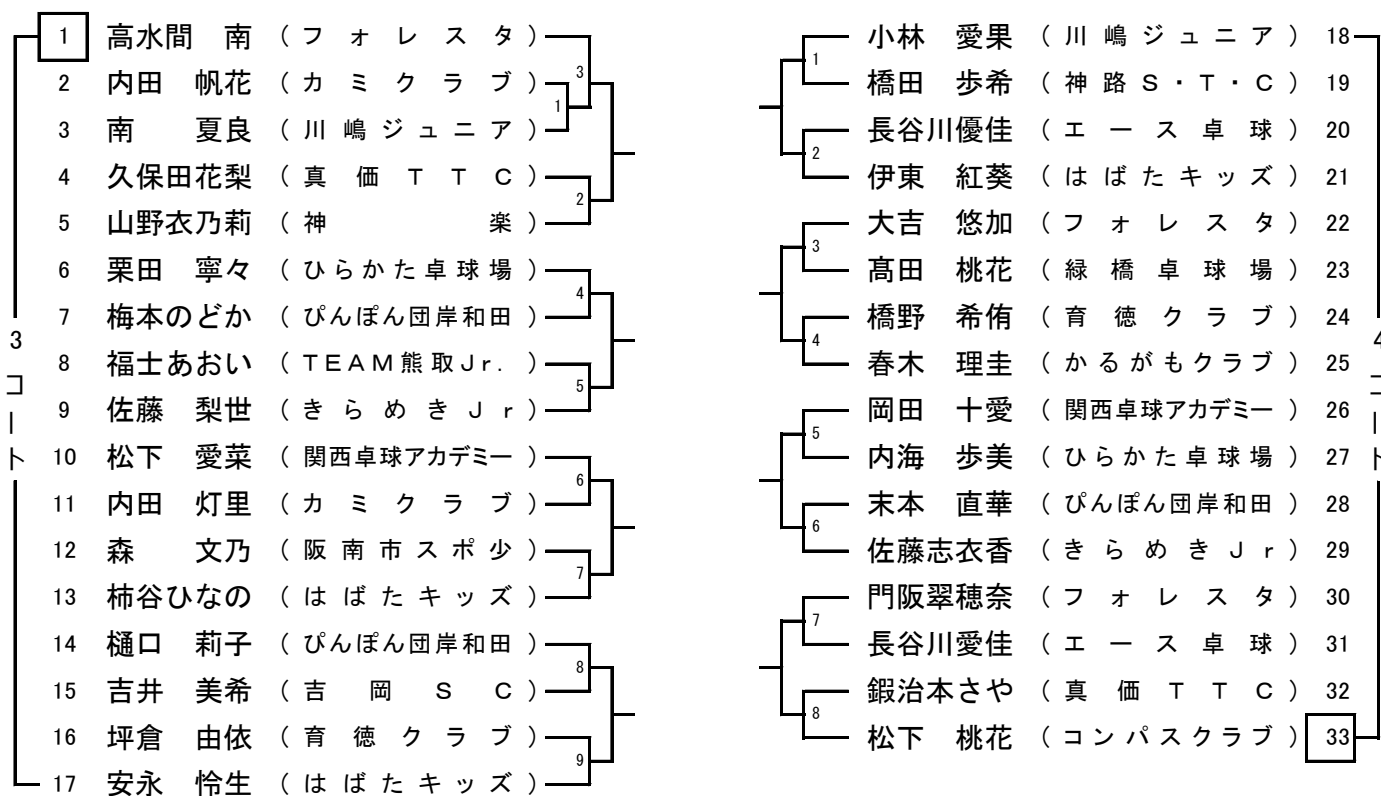 1 高水間 南 (フォレスタ)
2 内田 帆花 (カミクラブ)
3 南 夏良 (川嶋ジュニア)
4 久保田花梨 (真価TTC)
5 山野衣乃莉 (神楽)
6 栗田 寧々 (ひらかた卓球場)
7 梅本のどか (ぴんぽん団岸和田)
8 福士あおい (TEAM熊取Jr.)
9 佐藤 梨世 (きらめきJr)
10 松下 愛菜 (関西卓球アカデミー)
11 内田 灯里 (カミクラブ)
12 森 文乃 (阪南市スポ少)
13 柿谷ひなの (はばたキッズ)
14 樋口 莉子 (ぴんぽん団岸和田)
15 吉井 美希 (吉岡SC)
16 坪倉 由依 (育徳クラブ)
17 安永 怜生 (はばたキッズ)
3コート
3
1
2
4
5
6
7
8
9
小林 愛果 (川嶋ジュニア) 18
橋田 歩希 (神路S・T・C) 19
長谷川優佳 (エース卓球) 20
伊東 紅葵 (はばたキッズ) 21
大吉 悠加 (フォレスタ) 22
髙田 桃花 (緑橋卓球場) 23
橋野 希侑 (育徳クラブ) 24
春木 理圭 (かるがもクラブ) 25
岡田 十愛 (関西卓球アカデミー) 26
内海 歩美 (ひらかた卓球場) 27
末本 直華 (ぴんぽん団岸和田) 28
佐藤志衣香 (きらめきJr) 29
門阪翠穂奈 (フォレスタ) 30
長谷川愛佳 (エース卓球) 31
鍜治本さや (真価TTC) 32
松下 桃花 (コンパスクラブ) 33
1
2
3
4
5
6
7
8
4コート